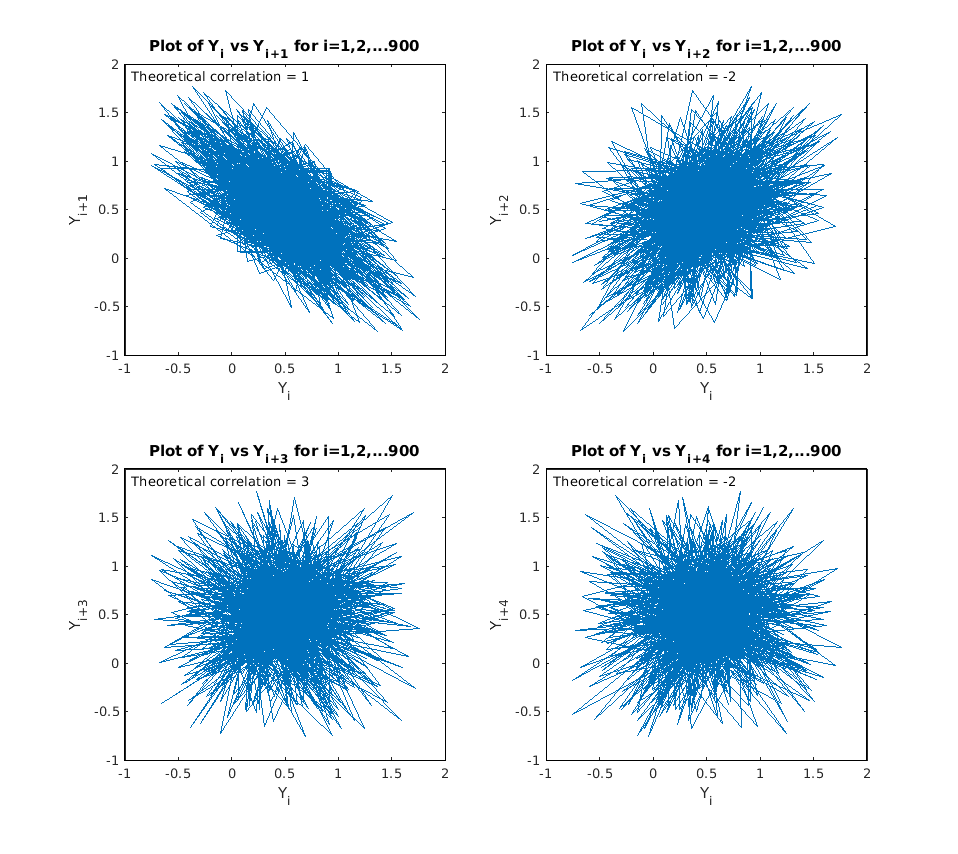 Plot of Y_i vs Y_{i+1} for i=1,2,...900
Theoretical correlation = 1
2
1.5
1
0.5
0
-0.5
-1
Y_{i+1}
-1 -0.5 0 0.5 1 1.5 2
Y_i
Plot of Y_i vs Y_{i+2} for i=1,2,...900
Theoretical correlation = -2
2
1.5
1
0.5
0
-0.5
-1
Y_{i+2}
-1 -0.5 0 0.5 1 1.5 2
Y_i
Plot of Y_i vs Y_{i+3} for i=1,2,...900
Theoretical correlation = 3
2
1.5
1
0.5
0
-0.5
-1
Y_{i+3}
-1 -0.5 0 0.5 1 1.5 2
Y_i
Plot of Y_i vs Y_{i+4} for i=1,2,...900
Theoretical correlation = -2
2
1.5
1
0.5
0
-0.5
-1
Y_{i+4}
-1 -0.5 0 0.5 1 1.5 2
Y_i